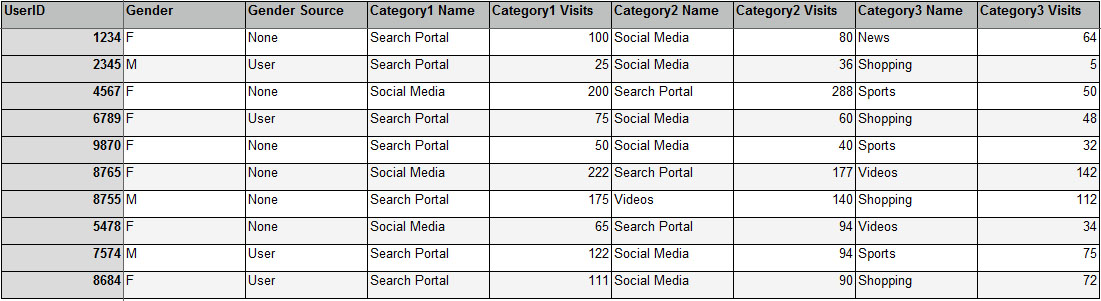 UserID Gender Gender Source Category1 Name Category1 Visits Category2 Name Category2 Visits Category3 Name Category3 Visits
1234 F None Search Portal 100 Social Media 80 News 64
2345 M User Search Portal 25 Social Media 36 Shopping 5
4567 F None Social Media 200 Search Portal 288 Sports 50
6789 F User Search Portal 75 Social Media 60 Shopping 48
9870 F None Search Portal 50 Social Media 40 Sports 32
8765 F None Social Media 222 Search Portal 177 Videos 142
8755 M None Search Portal 175 Videos 140 Shopping 112
5478 F None Social Media 65 Search Portal 94 Videos 34
7574 M User Search Portal 122 Social Media 94 Sports 75
8684 F User Search Portal 111 Social Media 90 Shopping 72